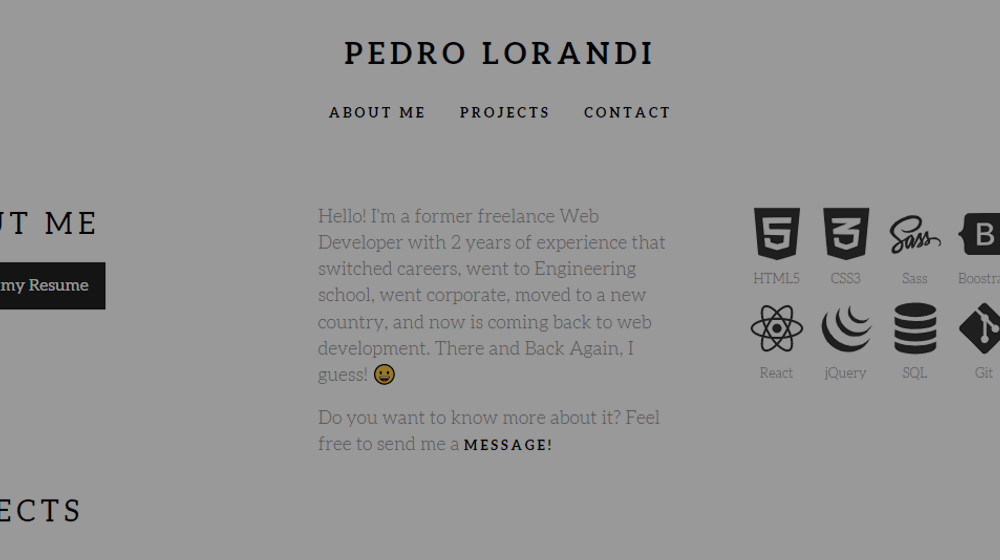 PEDRO LORANDI
ABOUT ME PROJECTS CONTACT
UT ME
my Resume
Hello! I'm a former freelance Web
Developer with 2 years of experience that
switched careers, went to Engineering
school, went corporate, moved to a new
country, and now is coming back to web
development. There and Back Again, I
guess! 😀
Do you want to know more about it? Feel
free to send me a MESSAGE!
HTML5 CSS3 Sass Boostra
React jQuery SQL Git
ECTS